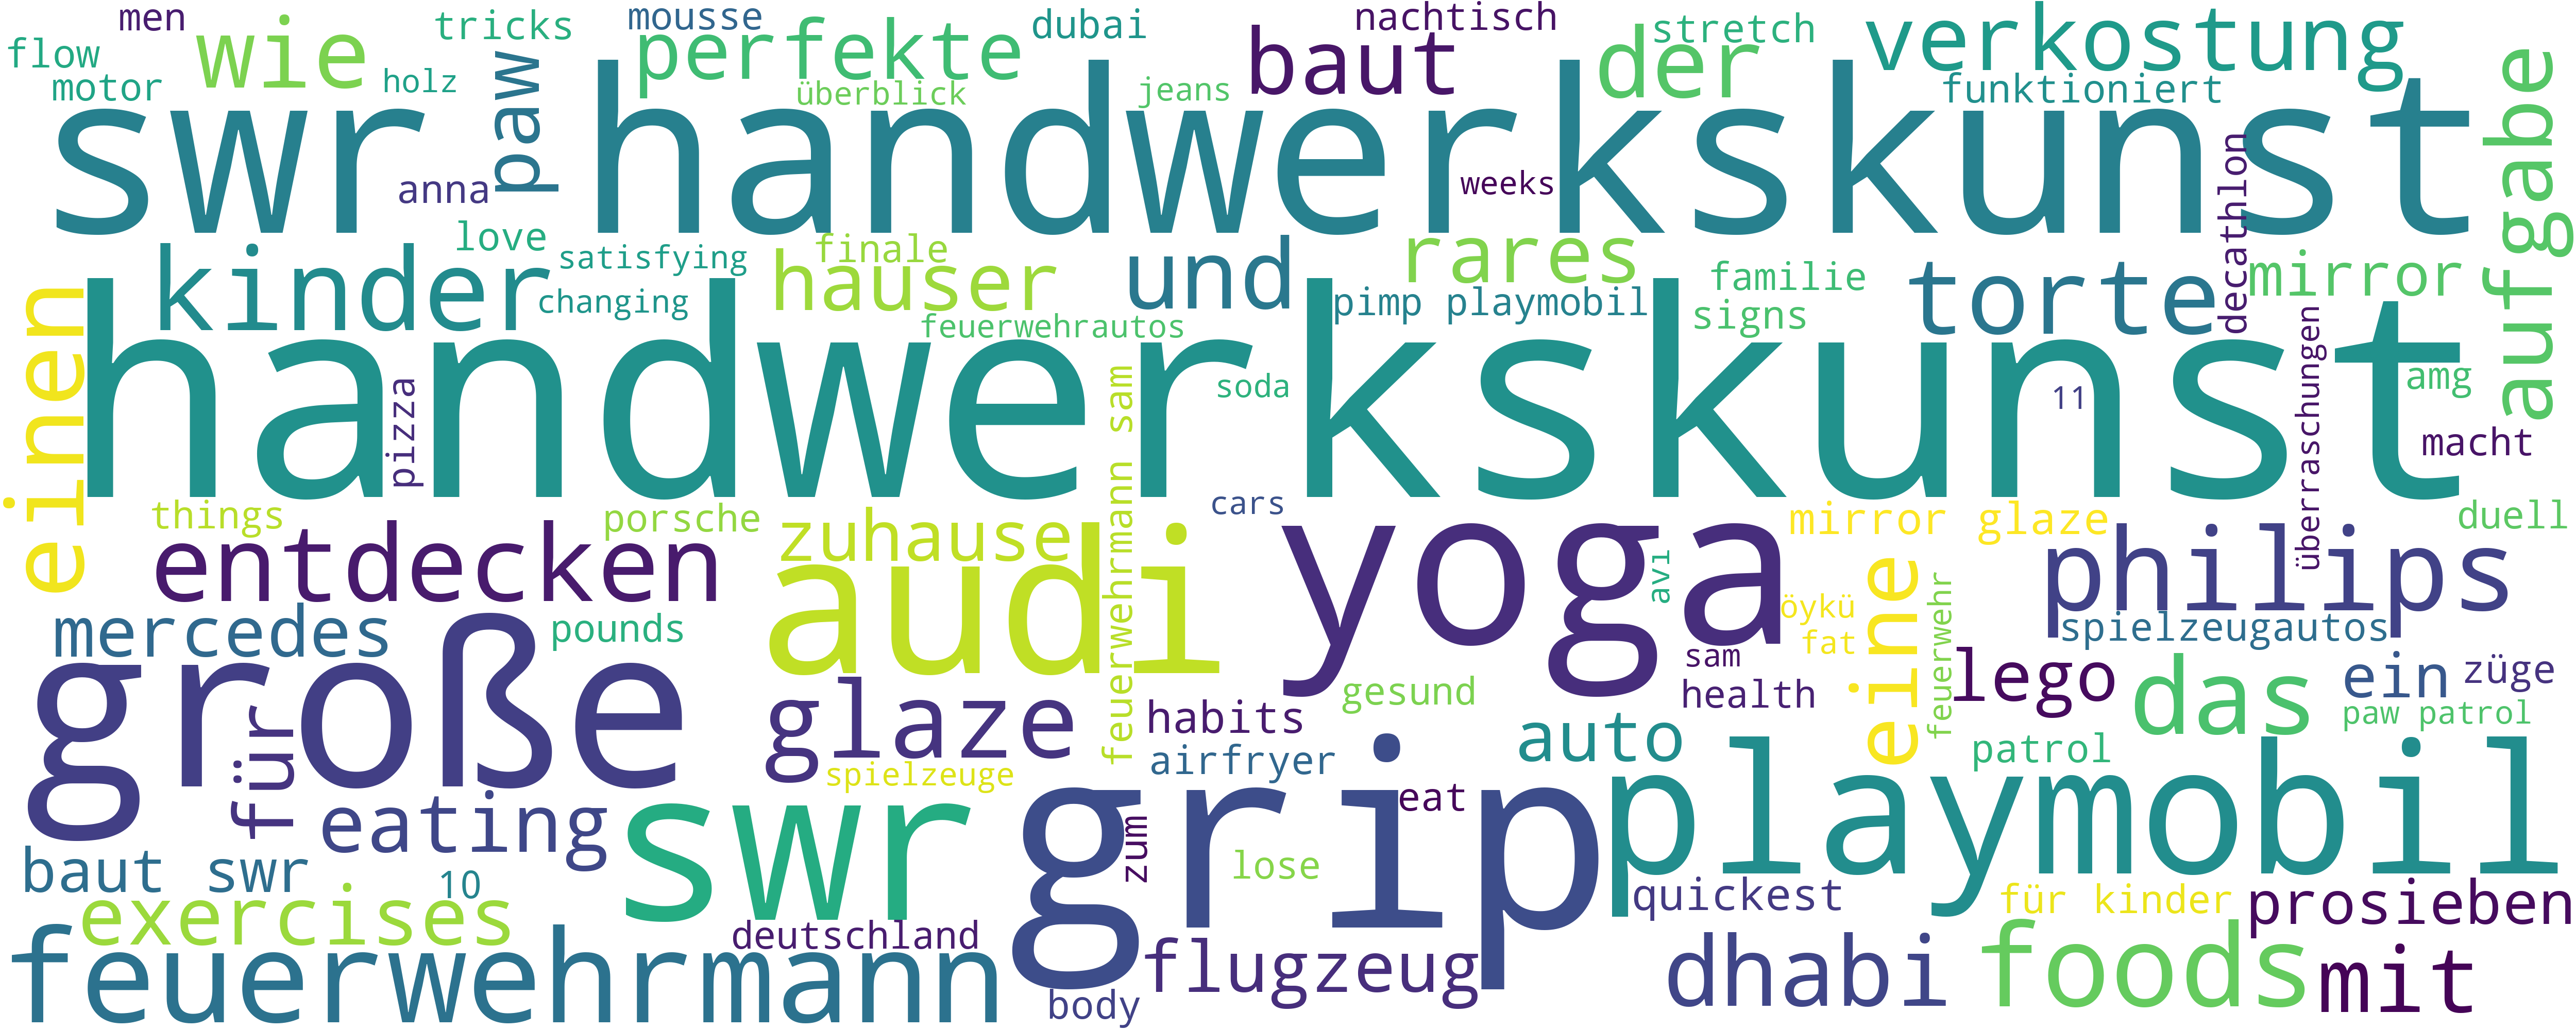 men
tricks
mousse
dubai
nachtisch
stretch
verkostung
flow
wie
perfekte
baut
der
motor
holz
paw
überblick
jeans
funktioniert
aufgabe
swr handwerkskunst
anna
weeks
decathlon
love
kinder
satisfying
finale
hauser
und
rares
familie
torte
mirror
changing
pimp playmobil
signs
feuerwehrautos
einen
handwerkskunst
pizza
soda
11
amg
überraschungen
macht
feuerwehrmann sam
things
porsche
zuhause
cars
yoga
mirror glaze
duell
entdecken
audi
avi
philips
öykü
eine
feuerwehr
mercedes
pounds
spielzeugautos
fat
große
sam
health
lego
das
ein
züge
für
glaze
habits
gesund
paw patrol
airfryer
auto
patrol
spielzeuge
eating
swr
grip
eat
playmobil
zum
baut swr
10
lose
quickest
für kinder
prosieben
exercises
deutschland
feuerwehrmann
flugzeug
dhabi
foods
mit
body